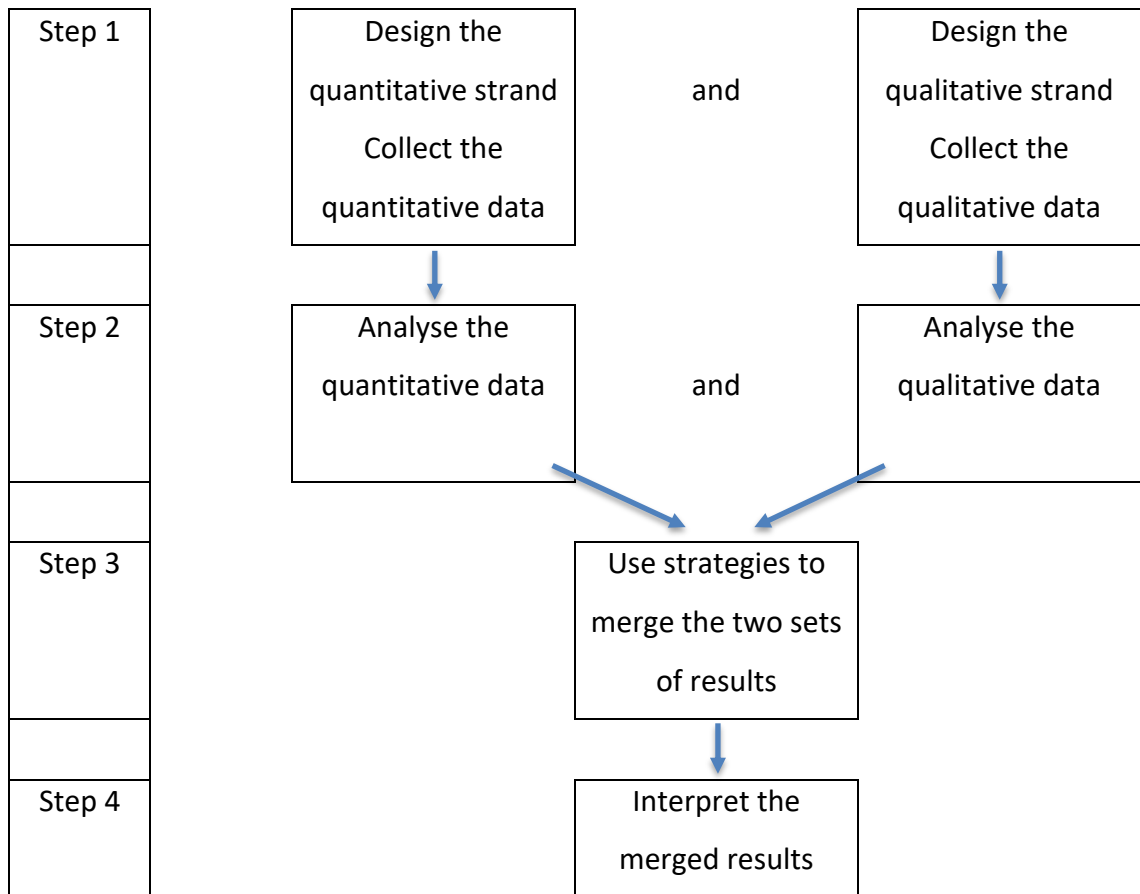 Step 1
Design the
quantitative strand
Collect the
quantitative data
and
Design the
qualitative strand
Collect the
qualitative data
Step 2
Analyse the
quantitative data
and
Analyse the
qualitative data
Step 3
Use strategies to
merge the two sets
of results
Step 4
Interpret the
merged results